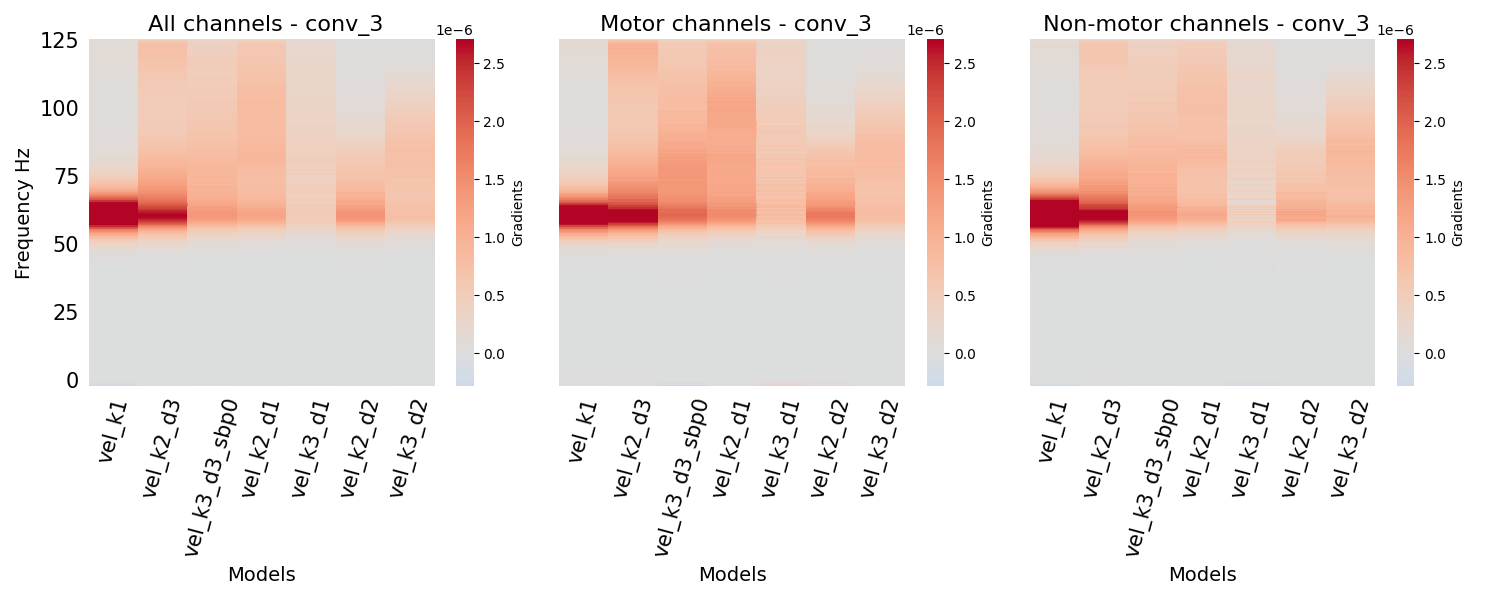 All channels - conv_3
1e−6
Frequency Hz
125
100
75
50
25
0
2.5
2.0
1.5
1.0
0.5
0.0
Gradients
vel_k1
vel_k2_d3
vel_k3_d3_sbp0
vel_k2_d1
vel_k3_d1
vel_k2_d2
vel_k3_d2
Models
Motor channels - conv_3
1e−6
2.5
2.0
1.5
1.0
0.5
0.0
Gradients
vel_k1
vel_k2_d3
vel_k3_d3_sbp0
vel_k2_d1
vel_k3_d1
vel_k2_d2
vel_k3_d2
Models
Non-motor channels - conv_3
1e−6
2.5
2.0
1.5
1.0
0.5
0.0
Gradients
vel_k1
vel_k2_d3
vel_k3_d3_sbp0
vel_k2_d1
vel_k3_d1
vel_k2_d2
vel_k3_d2
Models